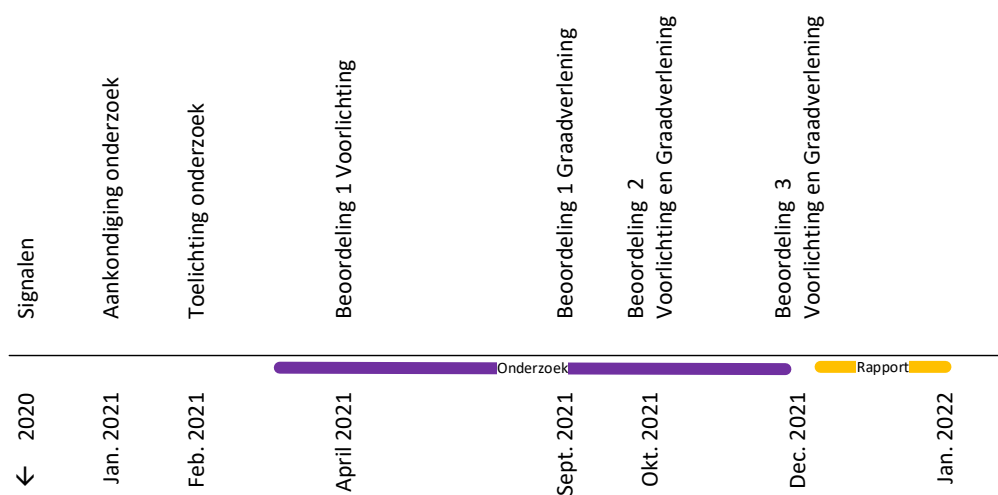 Signalen
Aankondiging onderzoek
Toelichting onderzoek
Beoordeling 1 Voorlichting
Beoordeling 1 Graadverlening
Beoordeling 2
Voorlichting en Graadverlening
Beoordeling 3
Voorlichting en Graadverlening
Onderzoek
Rapport
← 2020
Jan. 2021
Feb. 2021
April 2021
Sept. 2021
Okt. 2021
Dec. 2021
Jan. 2022